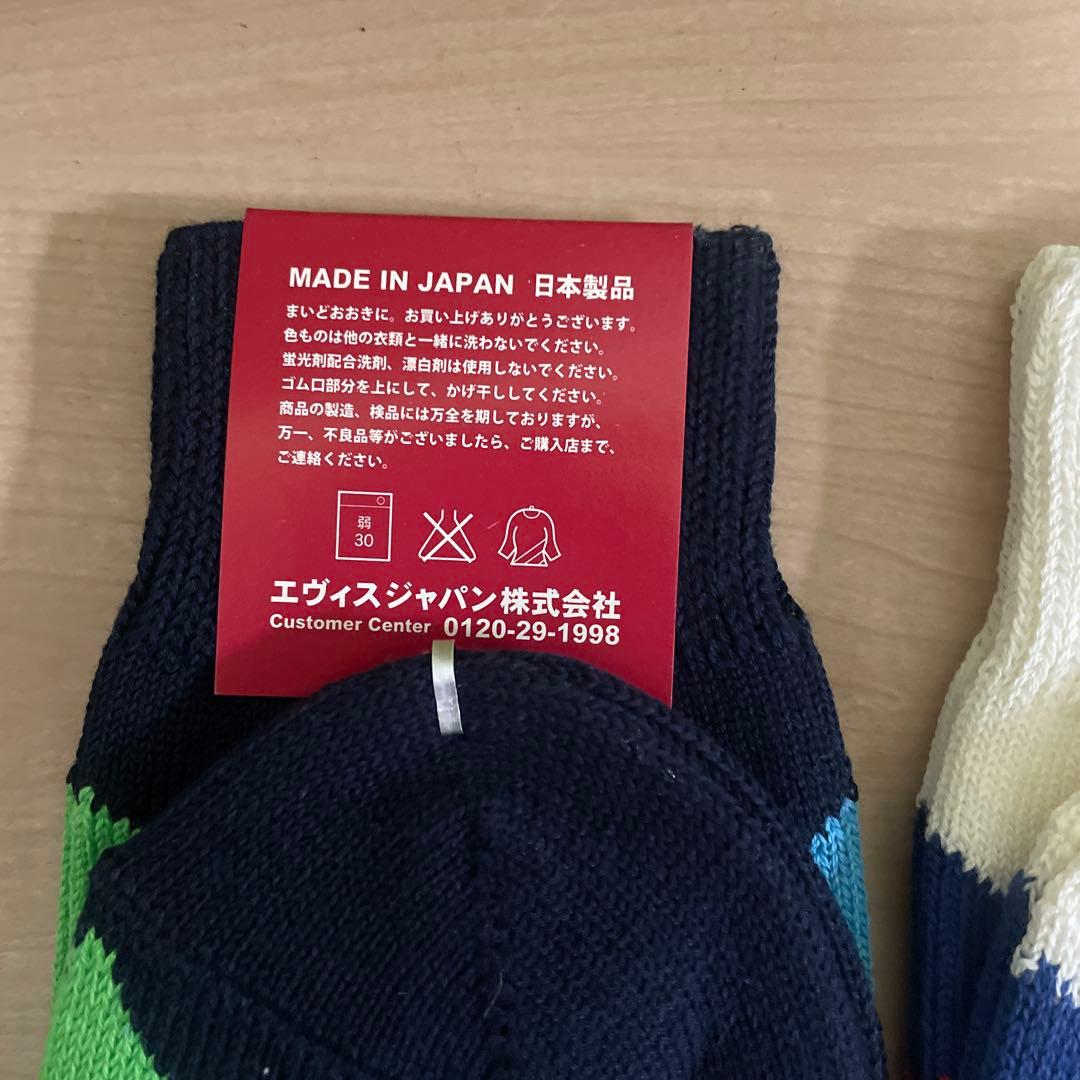 MADE IN JAPAN 日本製品
まいどおおきに。お買い上げありがとうございます。
色ものは他の衣類と一緒に洗わないでください。
蛍光剤配合洗剤、漂白剤は使用しないでください。
ゴム口部分を上にして、かげ干ししてください。
商品の製造、検品には万全を期しておりますが、
万一、不良品等がございましたら、ご購入店まで、
ご連絡ください。
弱
30
エヴィスジャパン株式会社
Customer Center 0120-29-1998